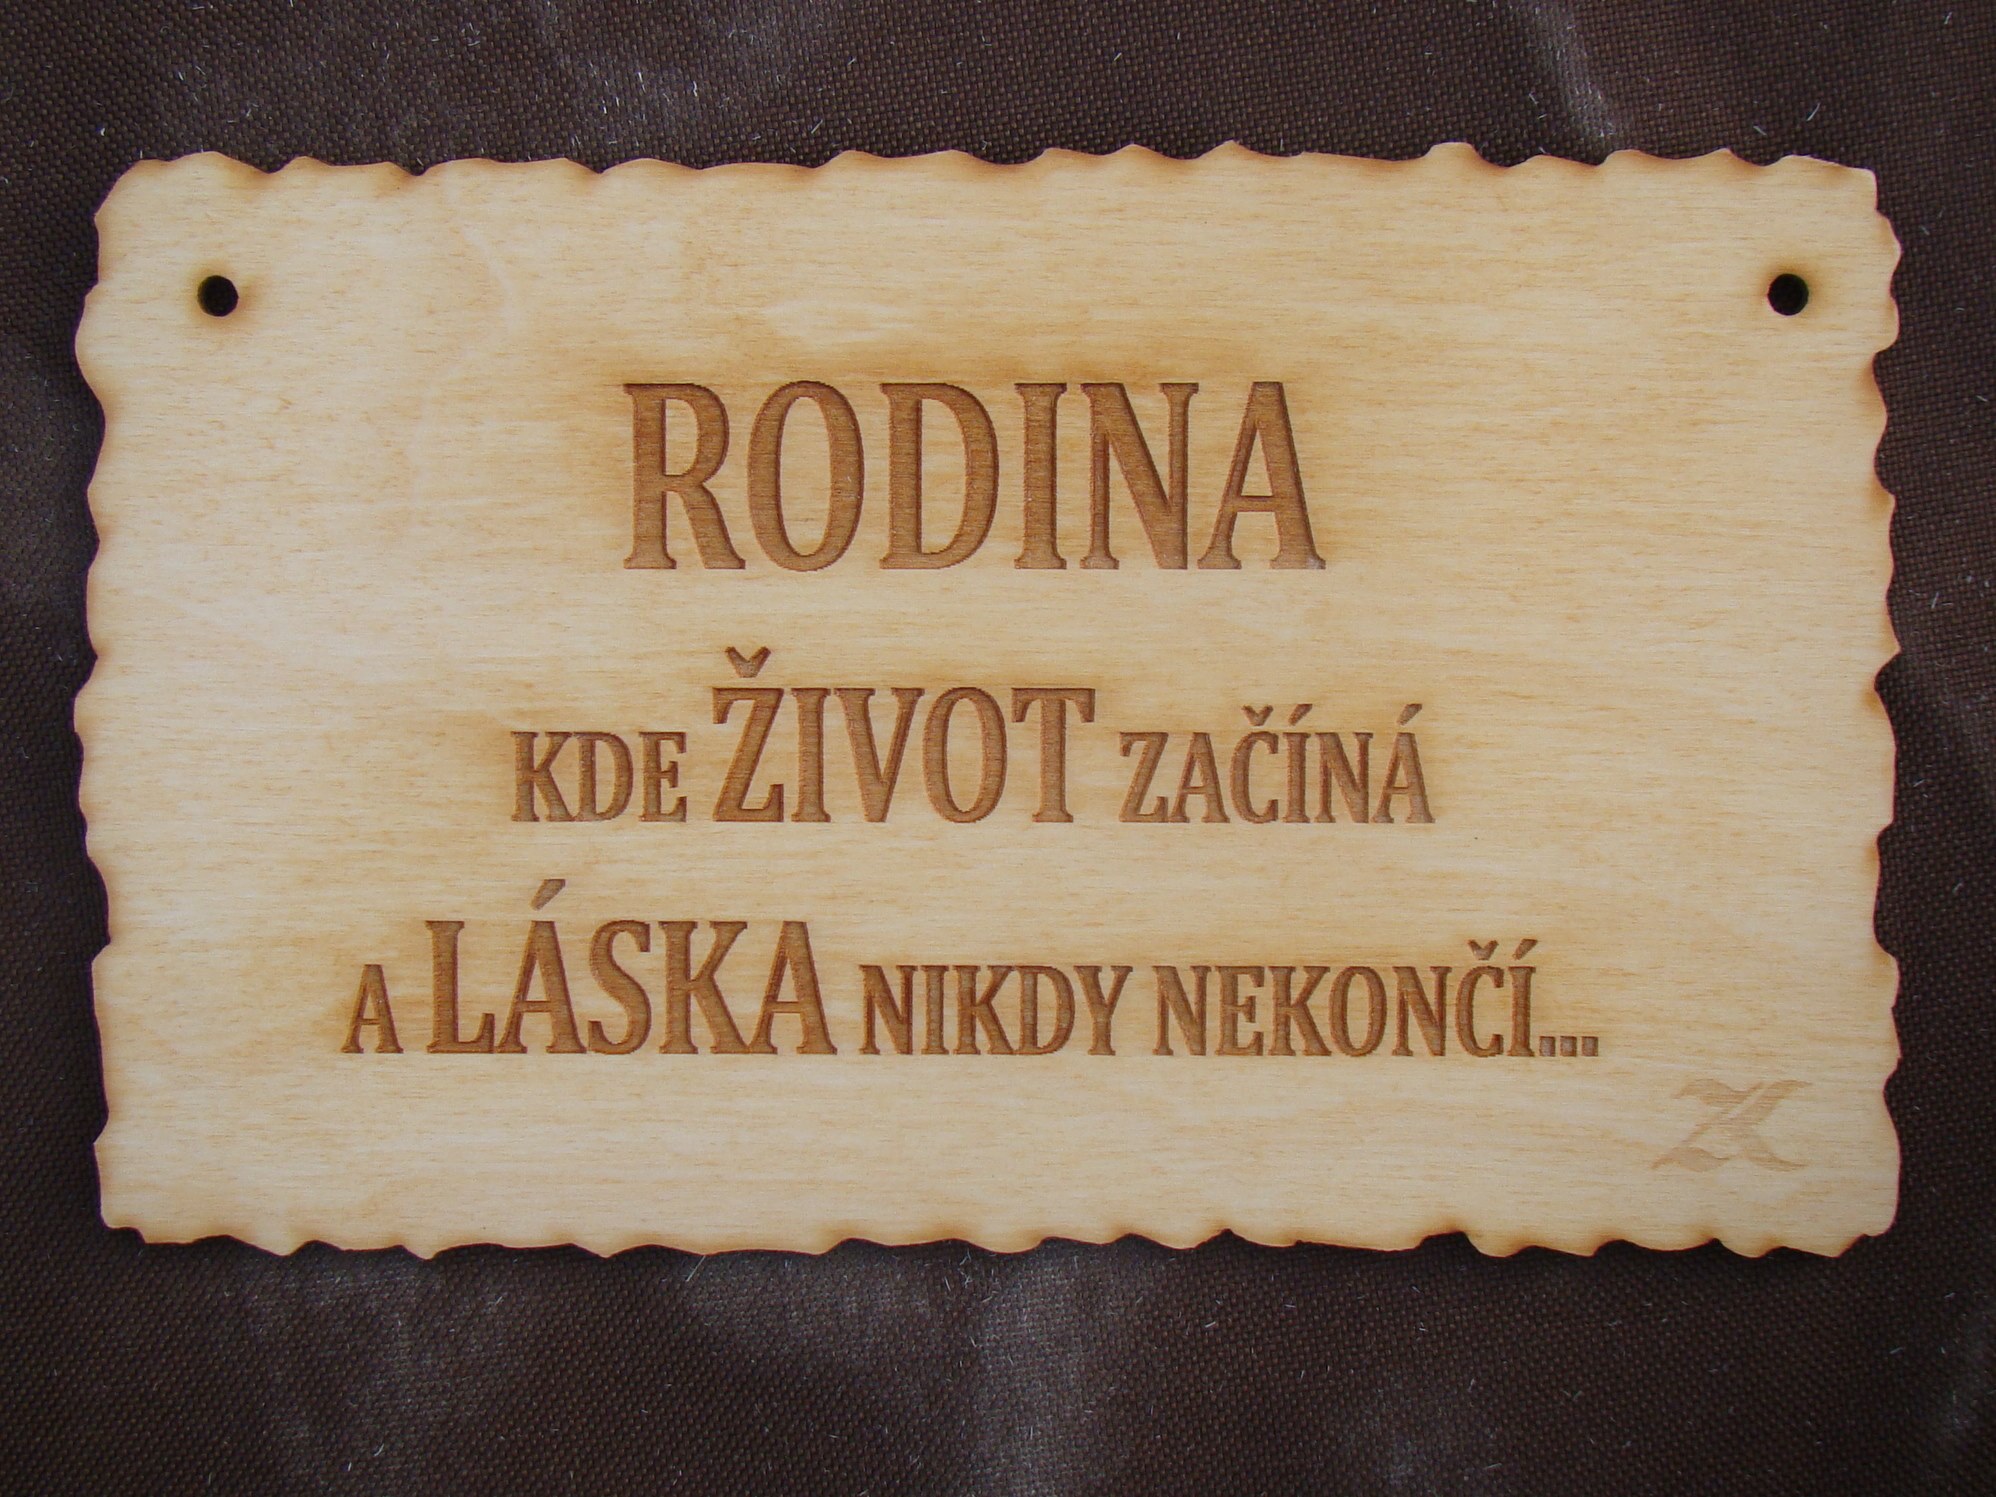 RODINA
KDE ŽIVOT ZAČÍNÁ
A LÁSKA NIKDY NEKONČÍ...